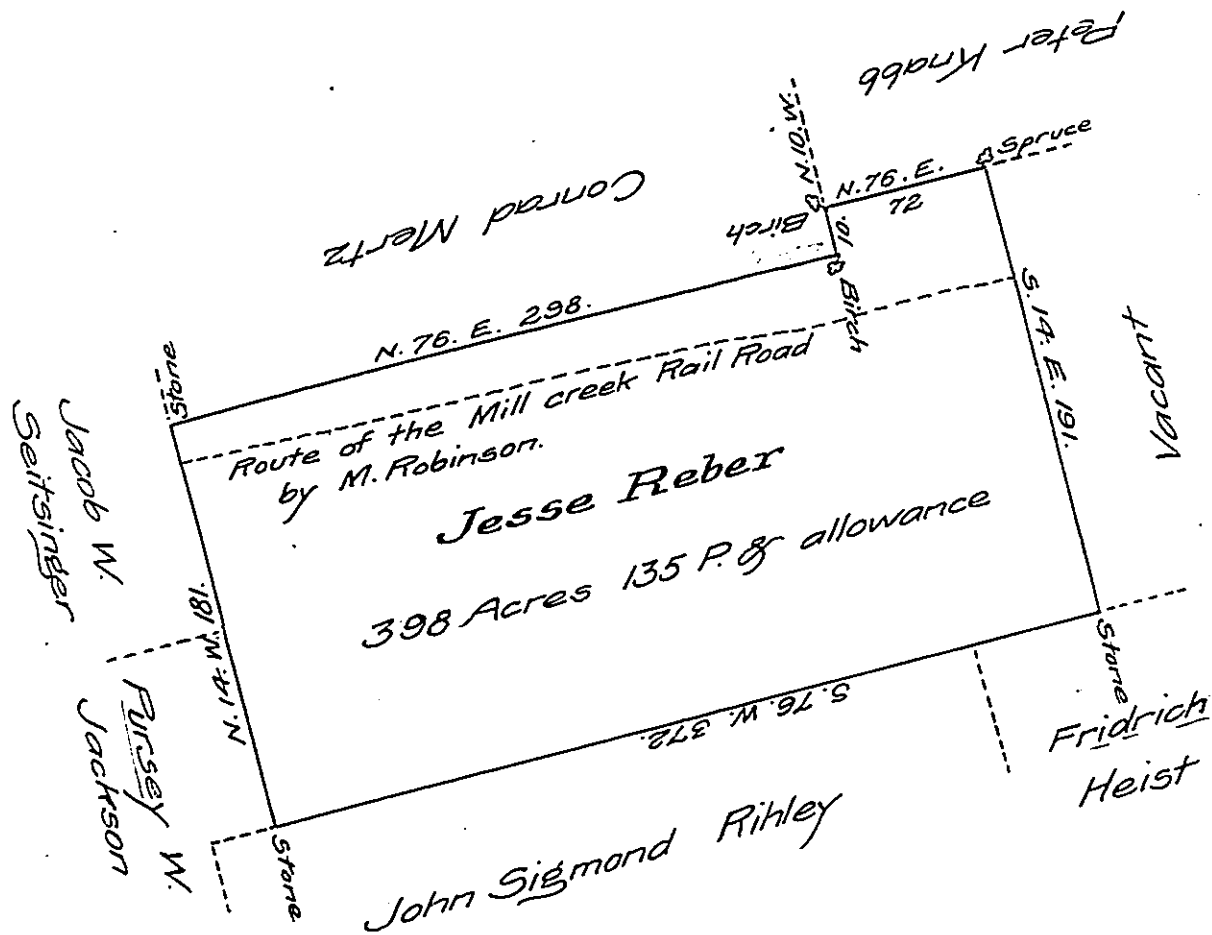 Peter Knabb
Conrad Mertz
N.10.W.
N.76.E.
72
Spruce
Birch
10.
Birch
N.76.E. 298.
S.14.E.191.
Vacant
Stone
Jacob W.
Seitsinger
Route of the Mill creek Rail Road
by M. Robinson.
Jesse Reber
398 Acres 135 P. & allowance
N.14.W.181.
Pursey W.
Jackson
S.76.W. 372.
Stone
Fridrich
Heist
Stone
John Sigmond Rihley